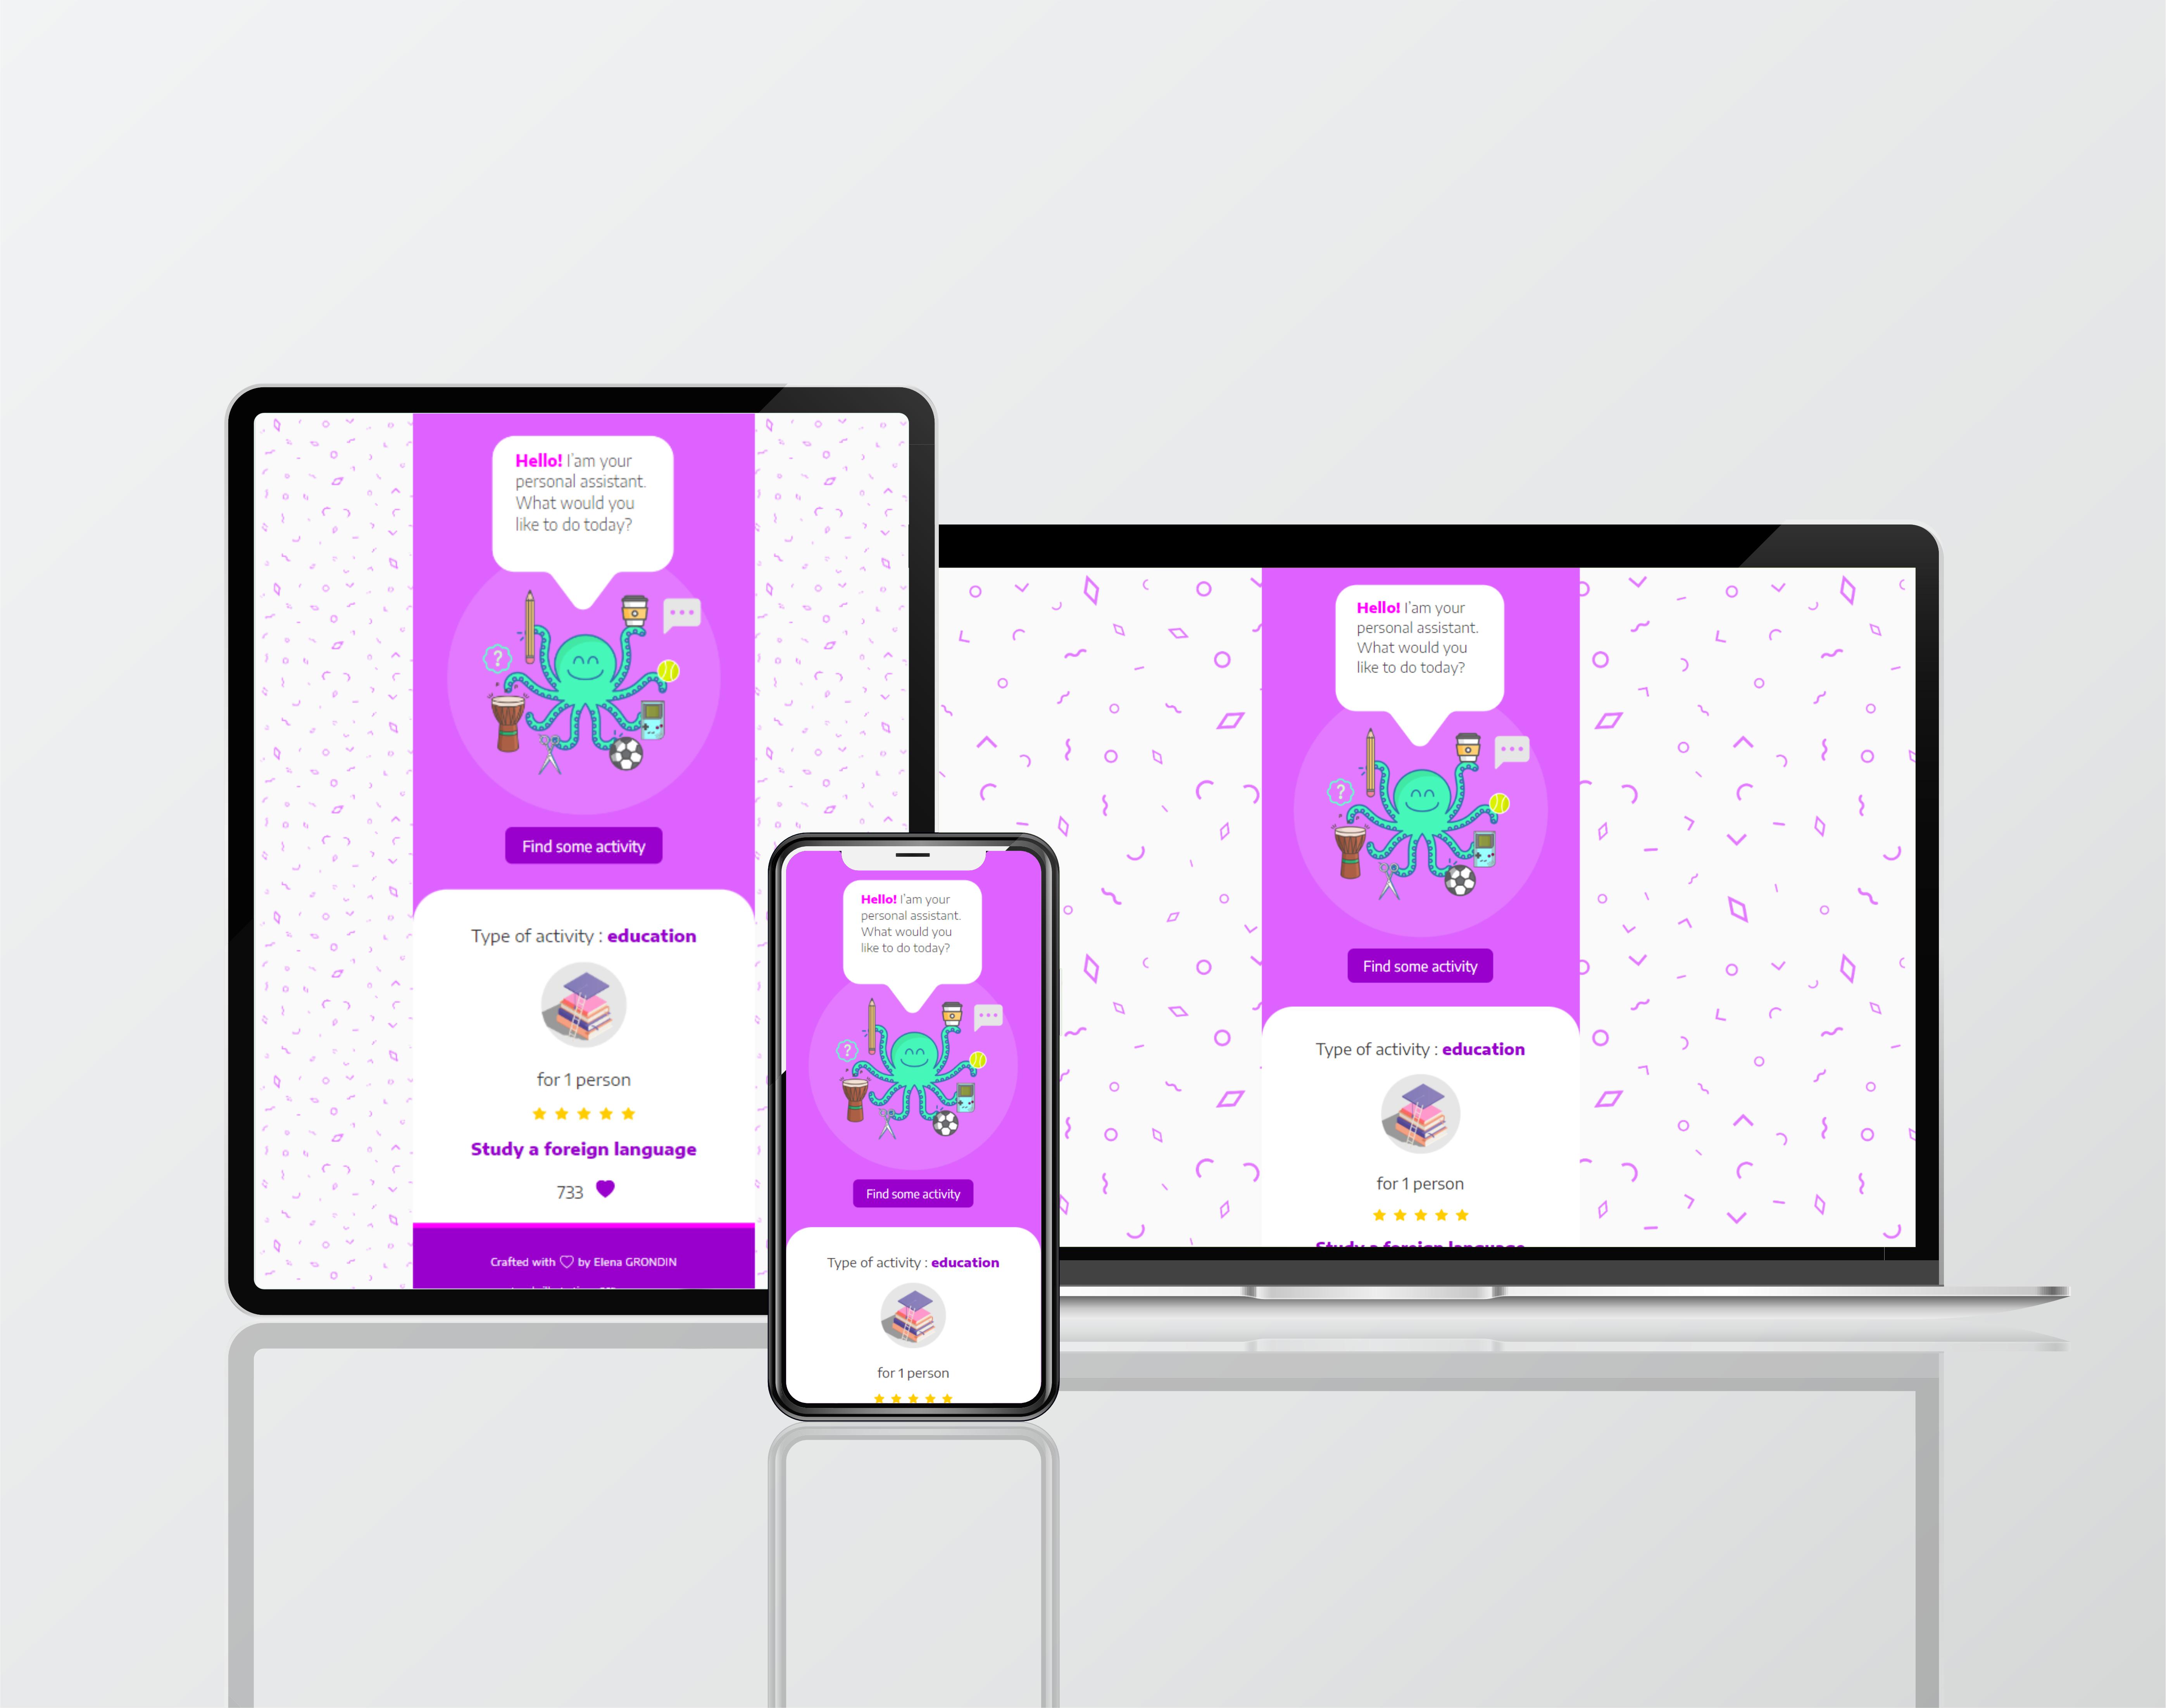 Hello! I'am your
personal assistant.
What would you
like to do today?
?
Find some activity
Type of activity : education
for 1 person
Study a foreign language
733
Crafted with ♡ by Elena GRONDIN
Hello! I'am your
personal assistant.
What would you
like to do today?
?
Find some activity
Type of activity : education
for 1 person
Hello! I'am your
personal assistant.
What would you
like to do today?
?
Find some activity
Type of activity : education
for 1 person
Study a foreign language